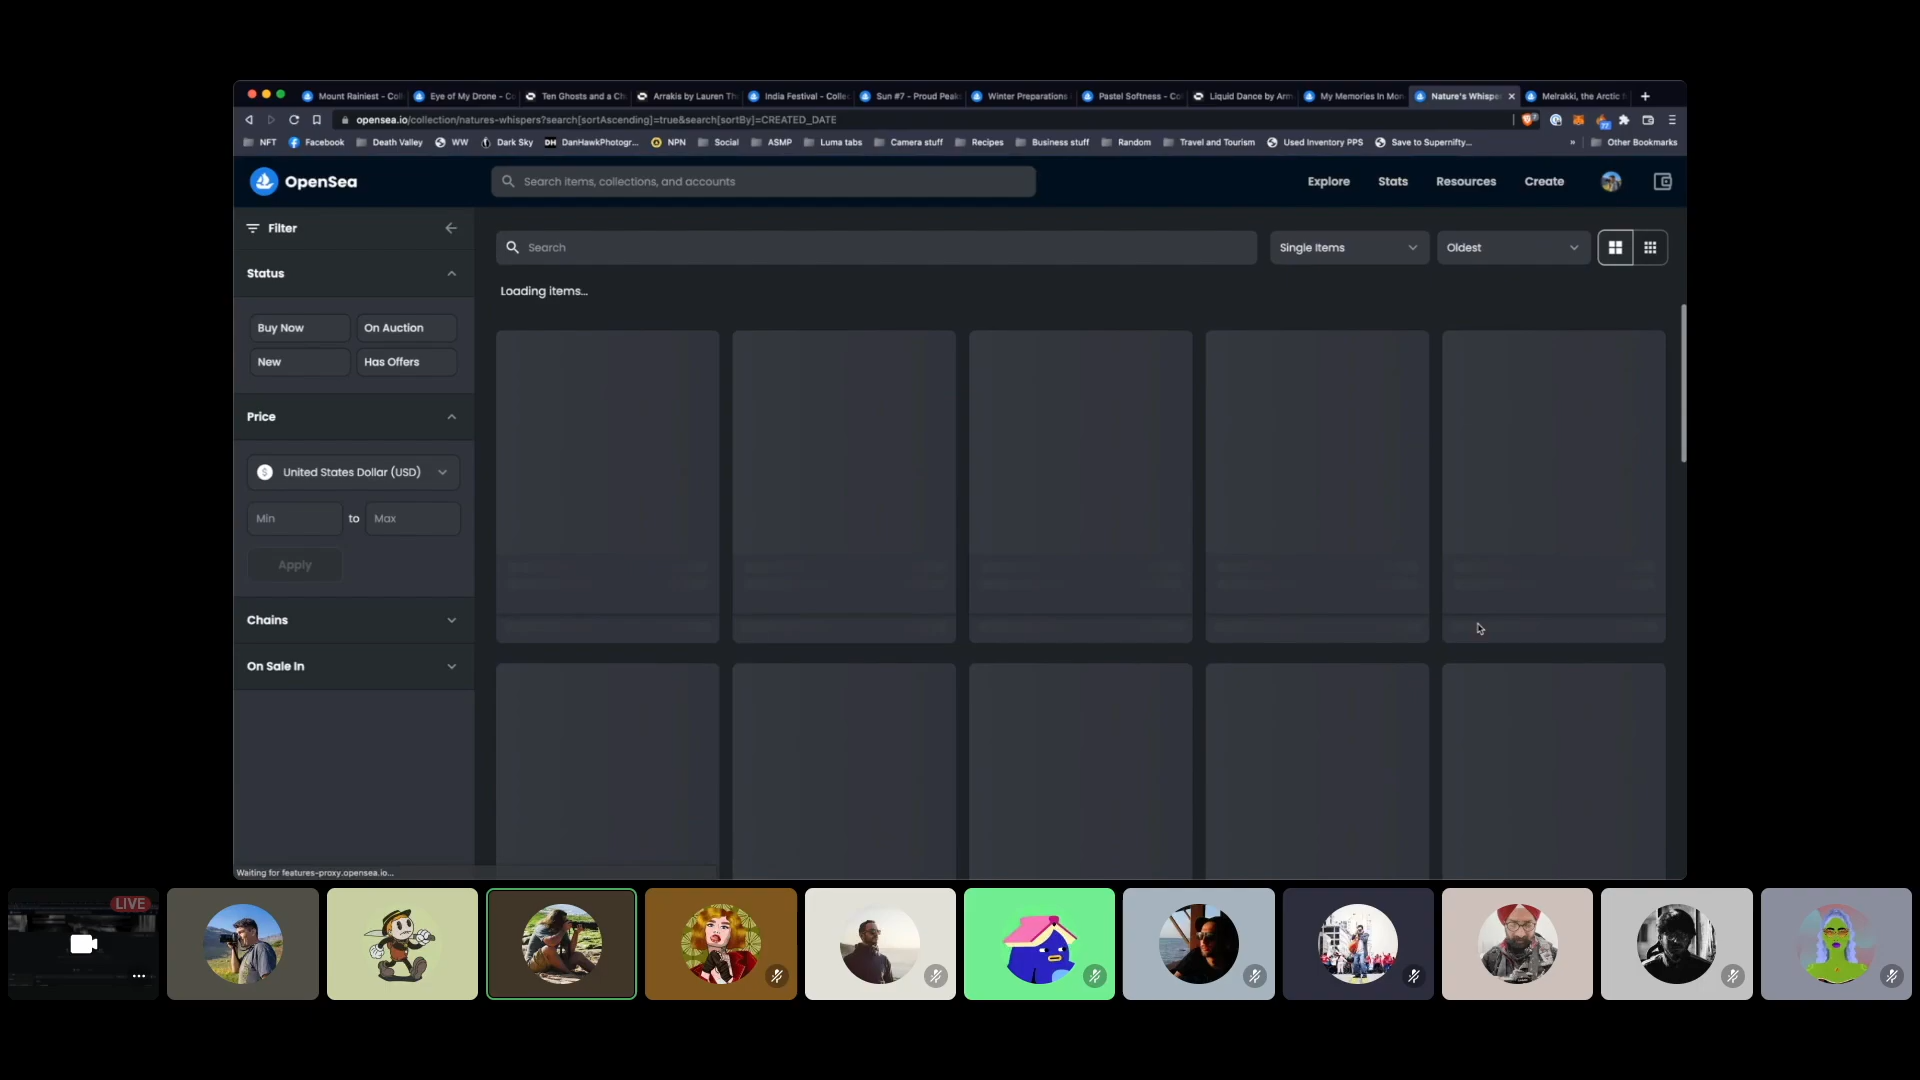 Mount Rainiest - Col
Eye of My Drone - Co
Ten Ghosts and a Ch
Arrakis by Lauren Th
India Festival - Colle
Sun #7 - Proud Peak
Winter Preparations
Pastel Softness - Co
Liquid Dance by Arm
My Memories In Mor
Nature's Whispe
Melrakki, the Arctic
opensea.io/collection/natures-whispers?search[sortAscending]=true&search[sortBy]=CREATED_DATE
NFT
Facebook
Death Valley
WW
Dark Sky
DH DanHawkPhotogr...
NPN
Social
ASMP
Luma tabs
Camera stuff
Recipes
Business stuff
Random
Travel and Tourism
Used Inventory PPS
Save to Supernifty...
»
Other Bookmarks
OpenSea
Search items, collections, and accounts
Explore
Stats
Resources
Create
Filter
Search
Single Items
Oldest
Status
Loading items...
Buy Now
On Auction
New
Has Offers
Price
United States Dollar (USD)
Min
to
Max
Apply
Chains
On Sale In
Waiting for features-proxy.opensea.io...
LIVE